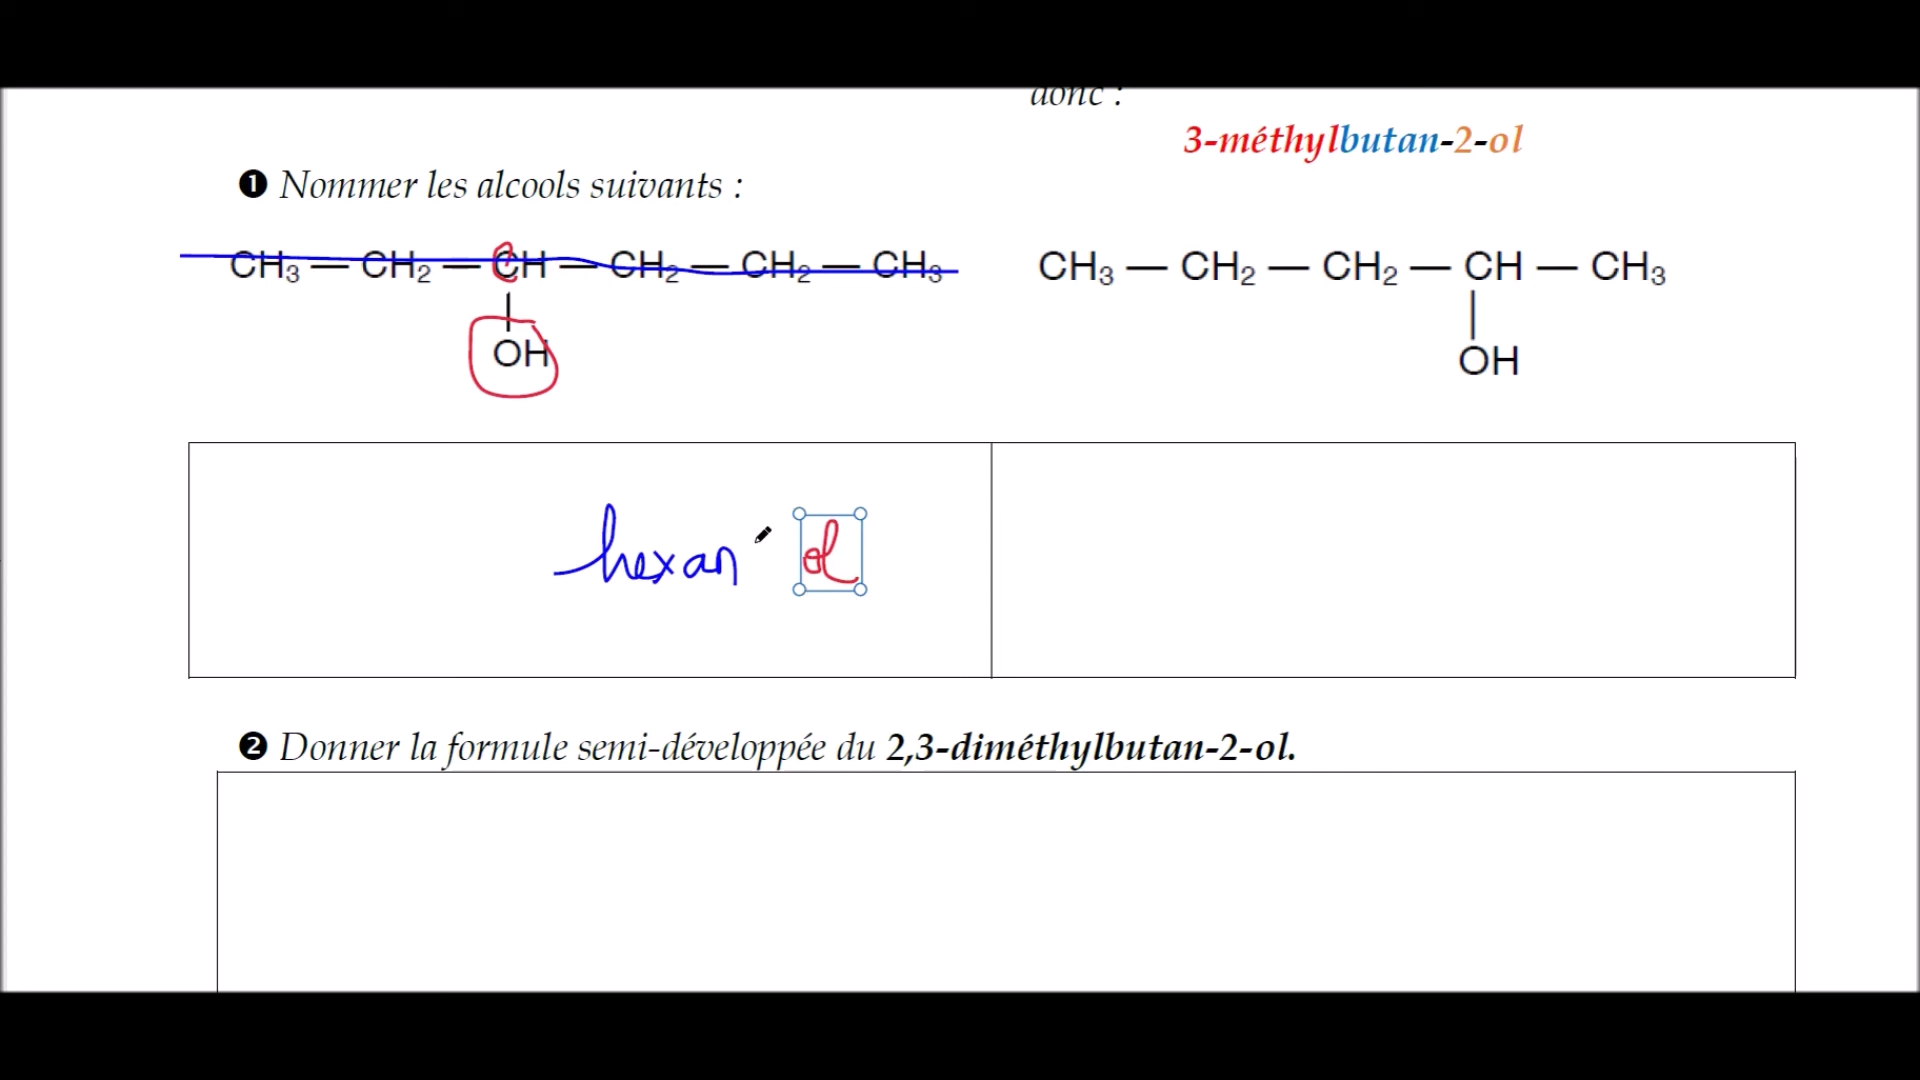 donc :
3-méthylbutan-2-ol
❶ Nommer les alcools suivants :
CH₃ — CH₂ — CH — CH₂ — CH₂ — CH₃
OH
CH₃ — CH₂ — CH₂ — CH — CH₃
OH
hexan ol
❷ Donner la formule semi-développée du 2,3-diméthylbutan-2-ol.